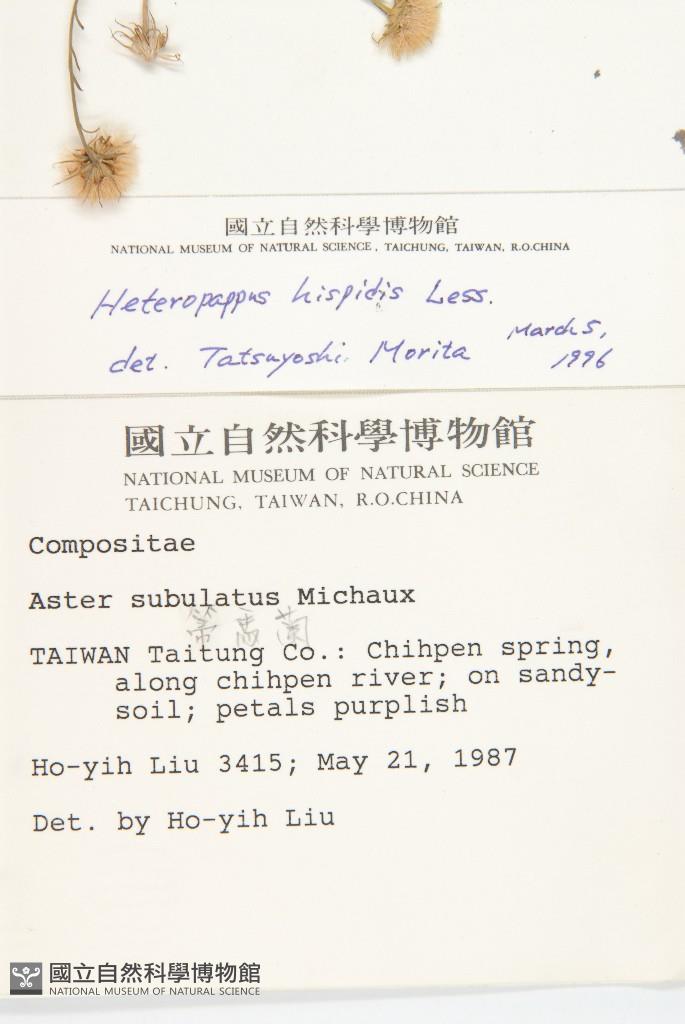 國立自然科學博物館
NATIONAL MUSEUM OF NATURAL SCIENCE, TAICHUNG, TAIWAN, R.O.CHINA
Heteropappus hispidis Less.
det. Tatsuyoshi Morita March 5,
1996
國立自然科學博物館
NATIONAL MUSEUM OF NATURAL SCIENCE
TAICHUNG, TAIWAN, R.O.CHINA
Compositae
Aster subulatus Michaux
帚馬蘭
TAIWAN Taitung Co.: Chihpen spring,
along chihpen river; on sandy-
soil; petals purplish
Ho-yih Liu 3415; May 21, 1987
Det. by Ho-yih Liu
國立自然科學博物館
NATIONAL MUSEUM OF NATURAL SCIENCE